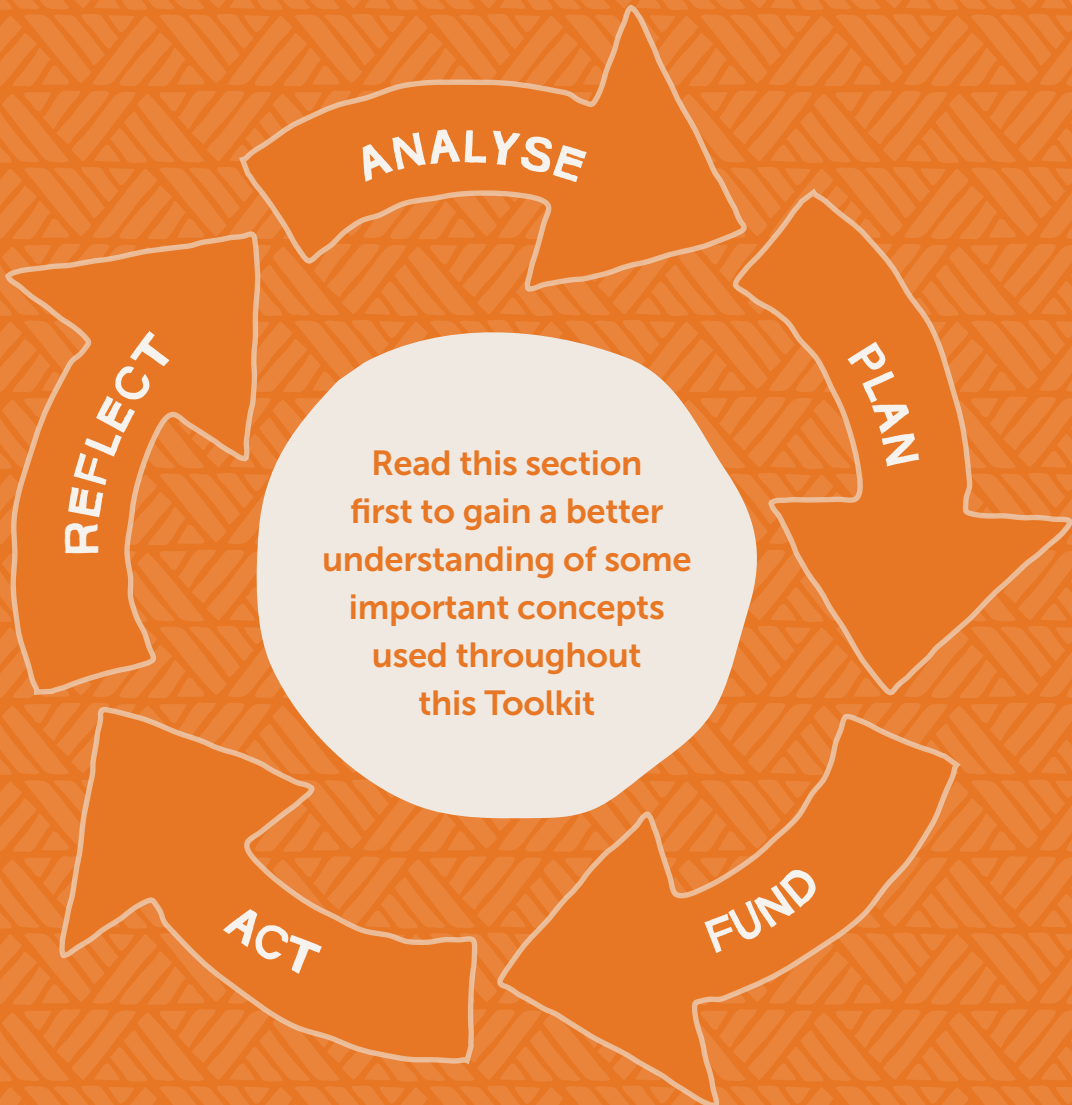 ANALYSE
PLAN
FUND
ACT
REFLECT
Read this section
first to gain a better
understanding of some
important concepts
used throughout
this Toolkit